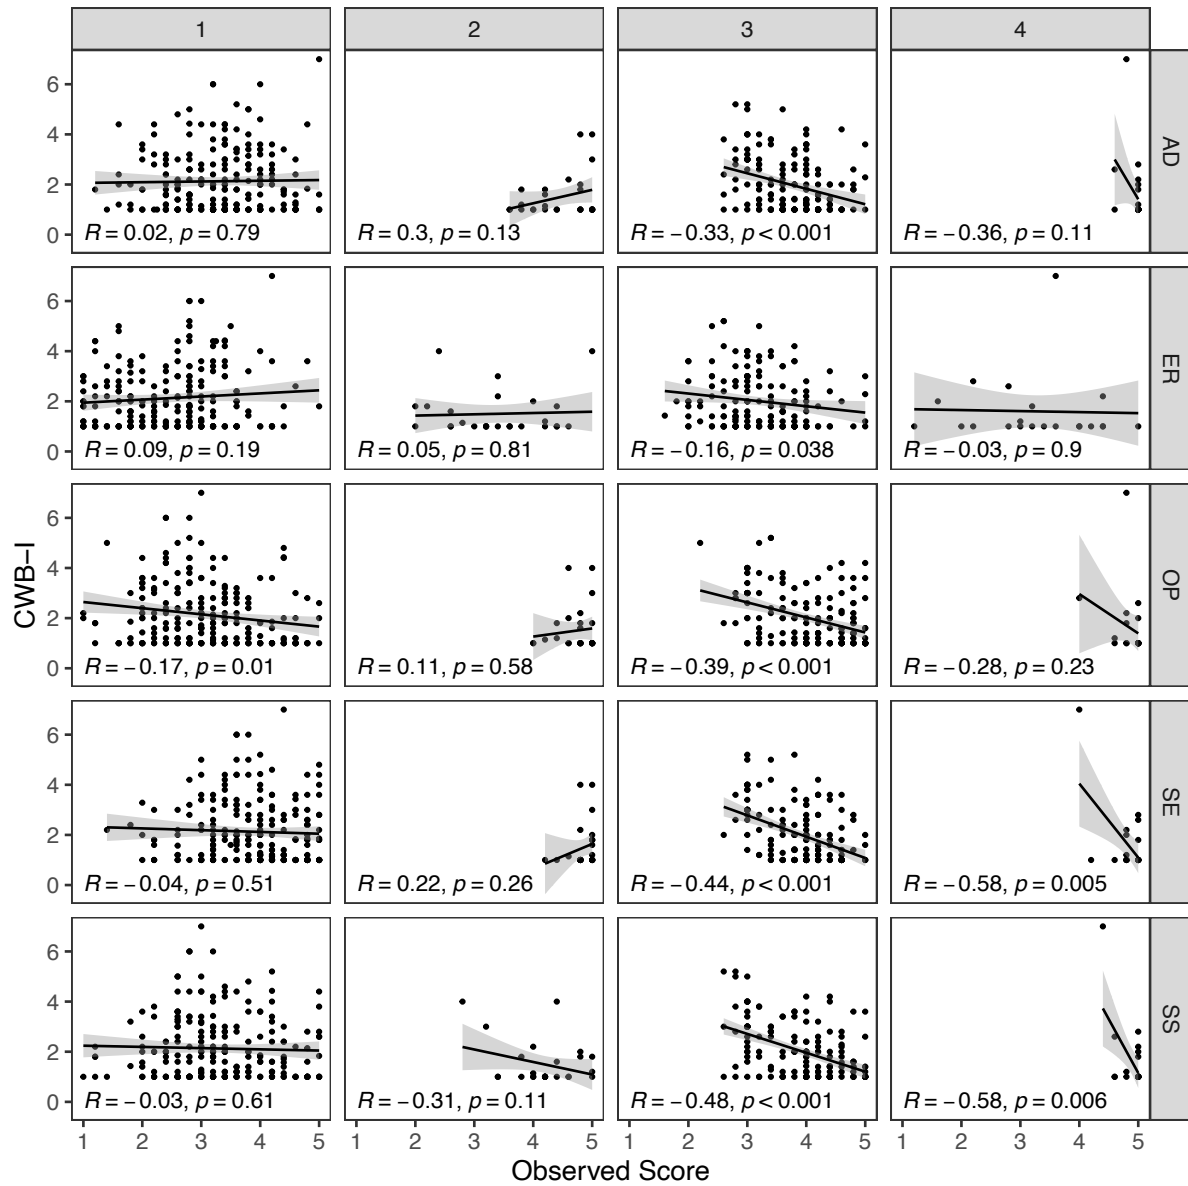 1 2 3 4
6
4
2
0
R = 0.02, p = 0.79
R = 0.3, p = 0.13
R = −0.33, p < 0.001
R = −0.36, p = 0.11
AD
6
4
2
0
R = 0.09, p = 0.19
R = 0.05, p = 0.81
R = −0.16, p = 0.038
R = −0.03, p = 0.9
ER
CWB−I
6
4
2
0
R = −0.17, p = 0.01
R = 0.11, p = 0.58
R = −0.39, p < 0.001
R = −0.28, p = 0.23
OP
6
4
2
0
R = −0.04, p = 0.51
R = 0.22, p = 0.26
R = −0.44, p < 0.001
R = −0.58, p = 0.005
SE
6
4
2
0
R = −0.03, p = 0.61
R = −0.31, p = 0.11
R = −0.48, p < 0.001
R = −0.58, p = 0.006
SS
1 2 3 4 5 1 2 3 4 5 1 2 3 4 5 1 2 3 4 5
Observed Score